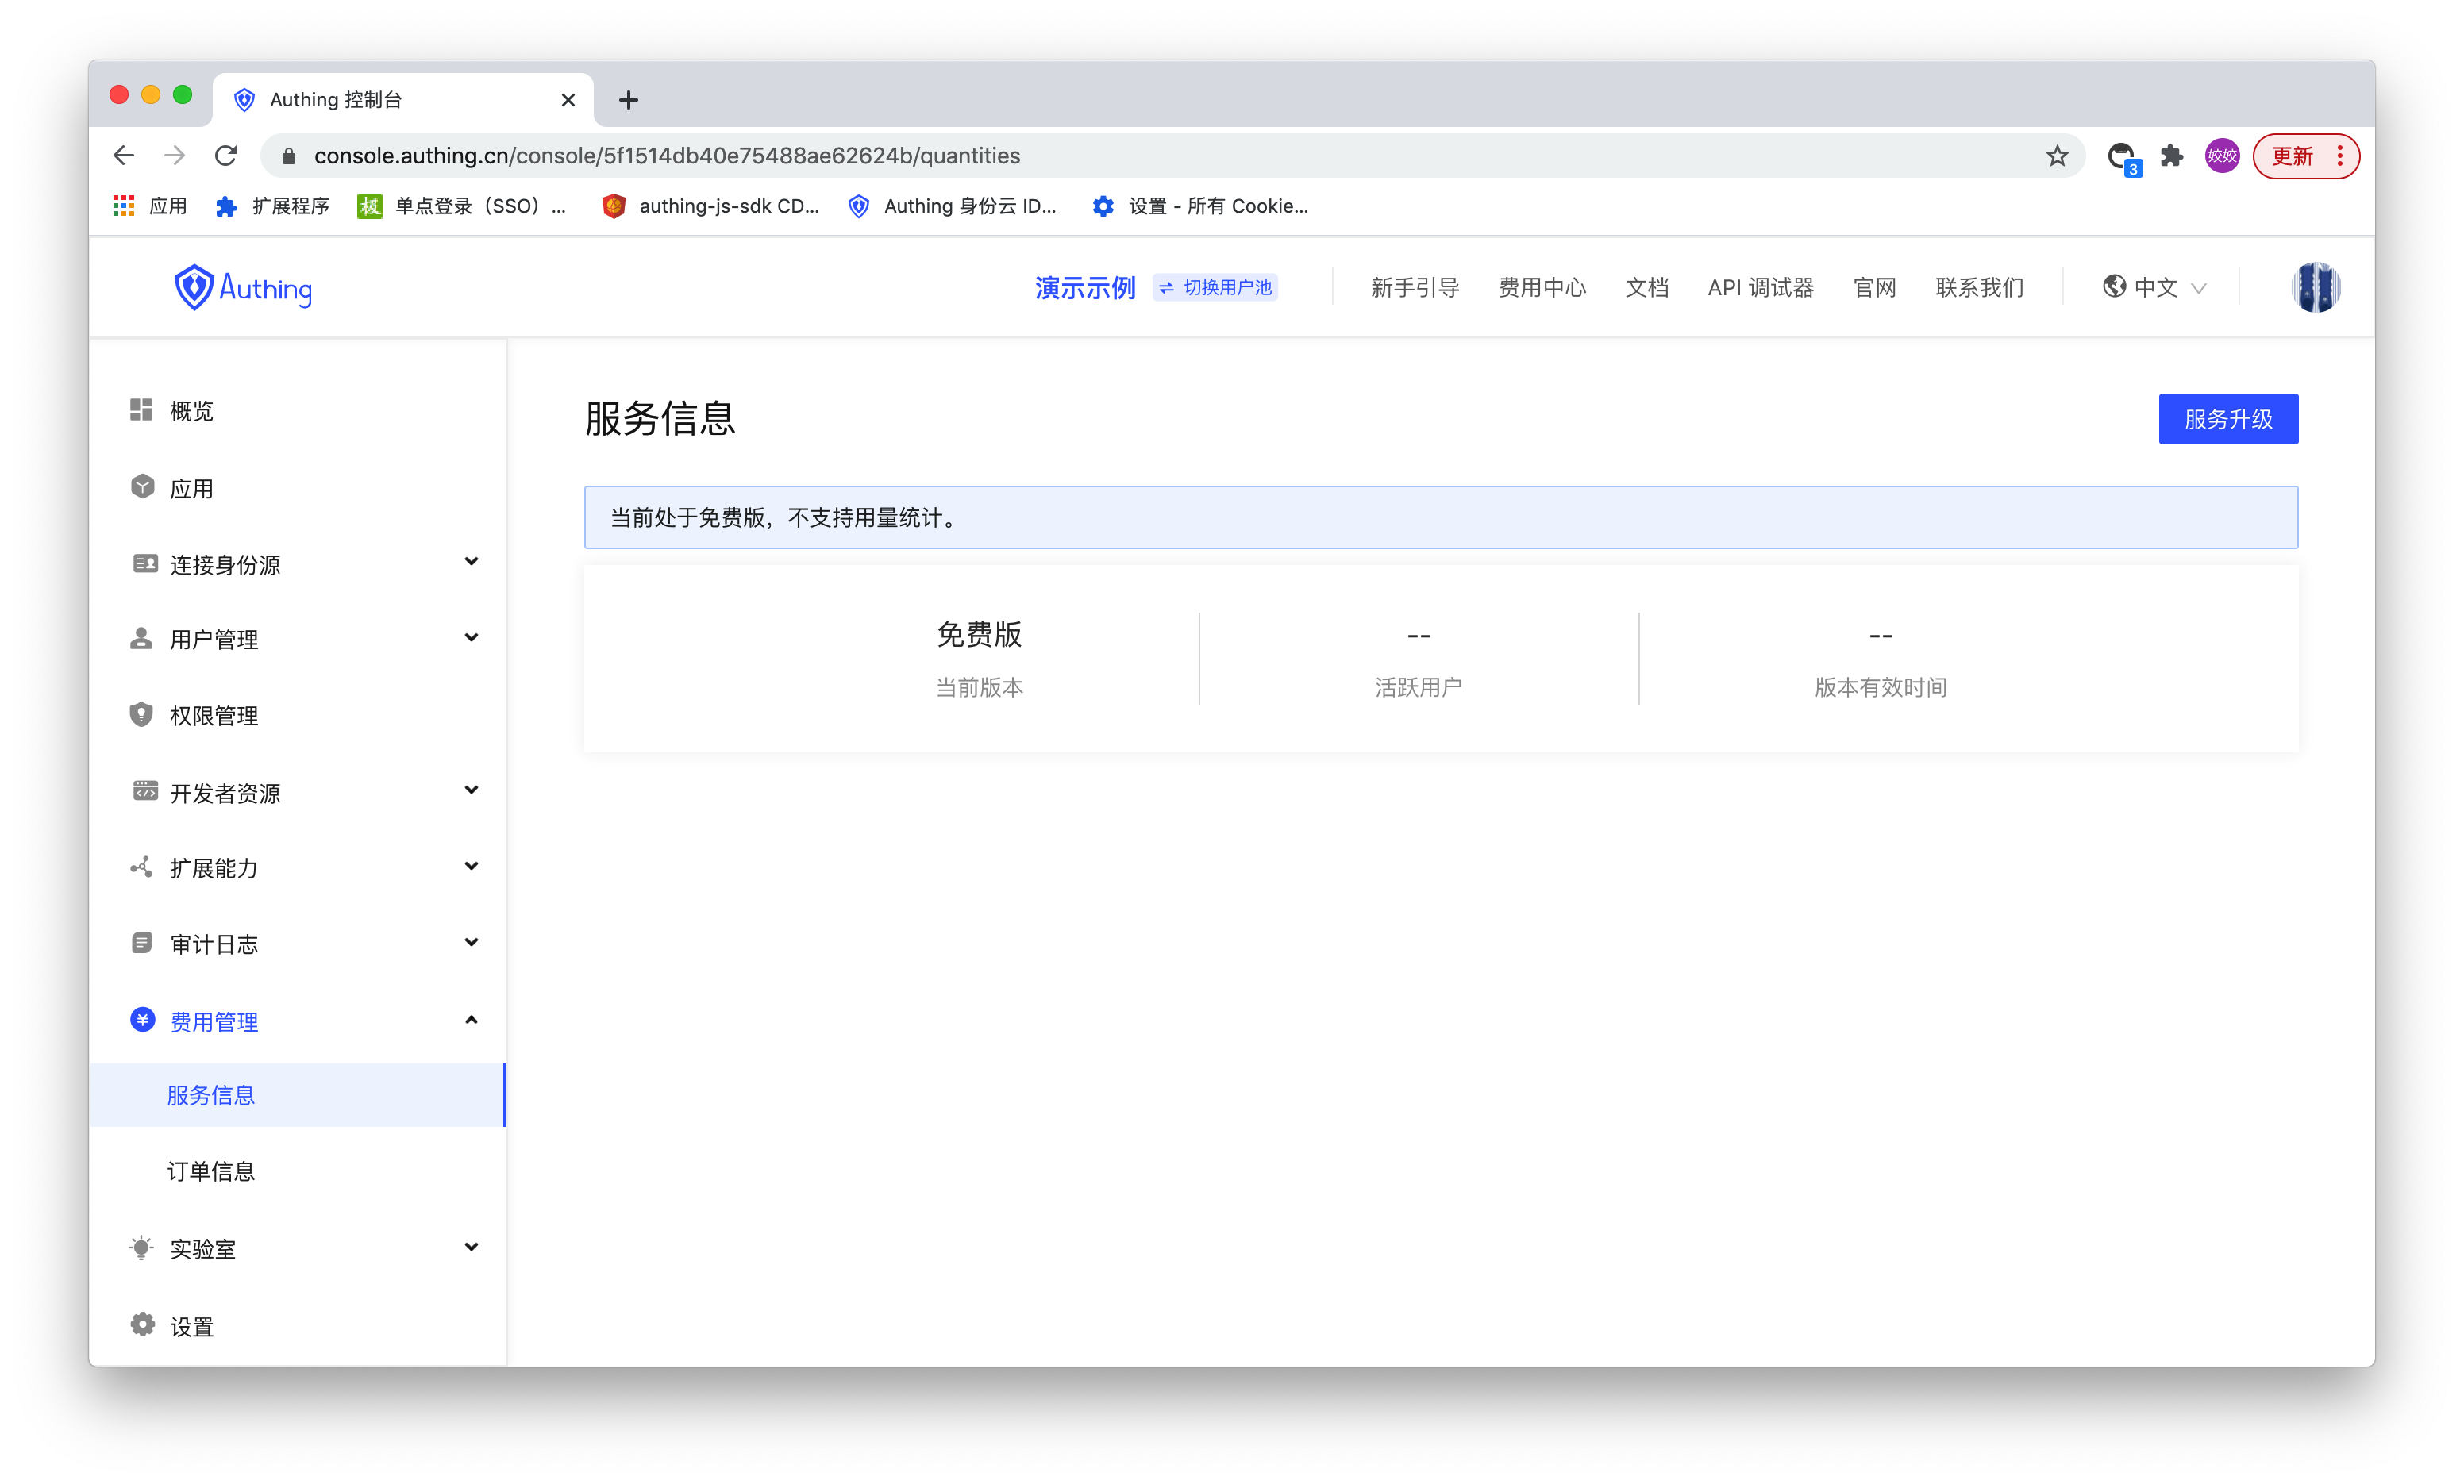 Authing 控制台
console.authing.cn/console/5f1514db40e75488ae62624b/quantities
3
姣姣
更新
应用
扩展程序
极
单点登录（SSO）...
authing-js-sdk CD...
Authing 身份云 ID...
设置 - 所有 Cookie...
Authing
演示示例
切换用户池
新手引导
费用中心
文档
API 调试器
官网
联系我们
中文
概览
应用
连接身份源
用户管理
权限管理
开发者资源
扩展能力
审计日志
¥ 费用管理
服务信息
订单信息
实验室
设置
服务信息
服务升级
当前处于免费版，不支持用量统计。
免费版
当前版本
--
活跃用户
--
版本有效时间